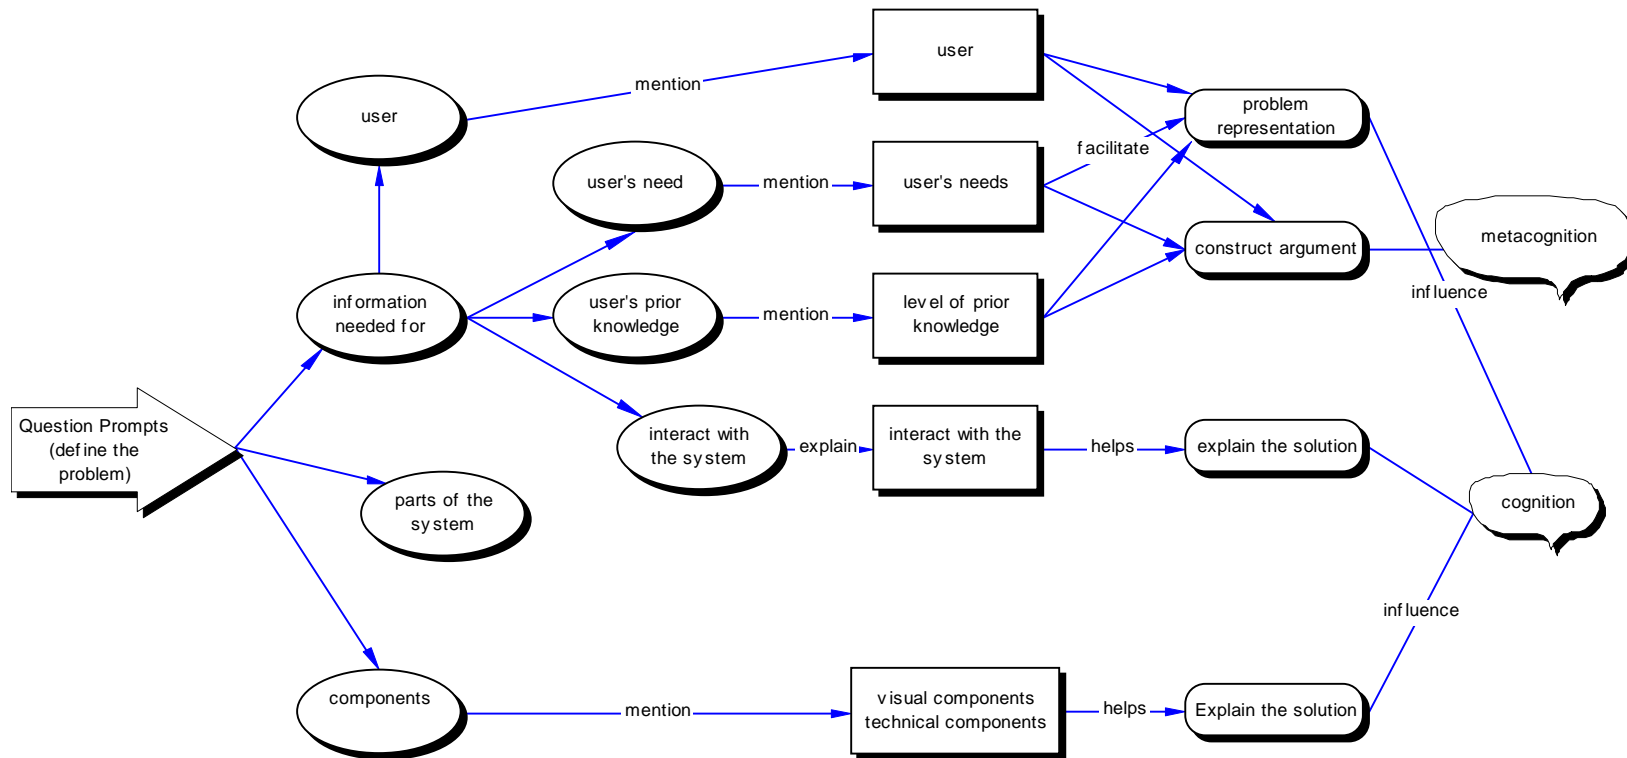 user
mention
user
problem
representation
facilitate
user's need
mention
user's needs
construct argument
metacognition
information
needed for
user's prior
knowledge
mention
level of prior
knowledge
influence
Question Prompts
(define the
problem)
interact with
the system
explain
interact with the
system
helps
explain the solution
parts of the
system
cognition
influence
components
mention
visual components
technical components
helps
Explain the solution